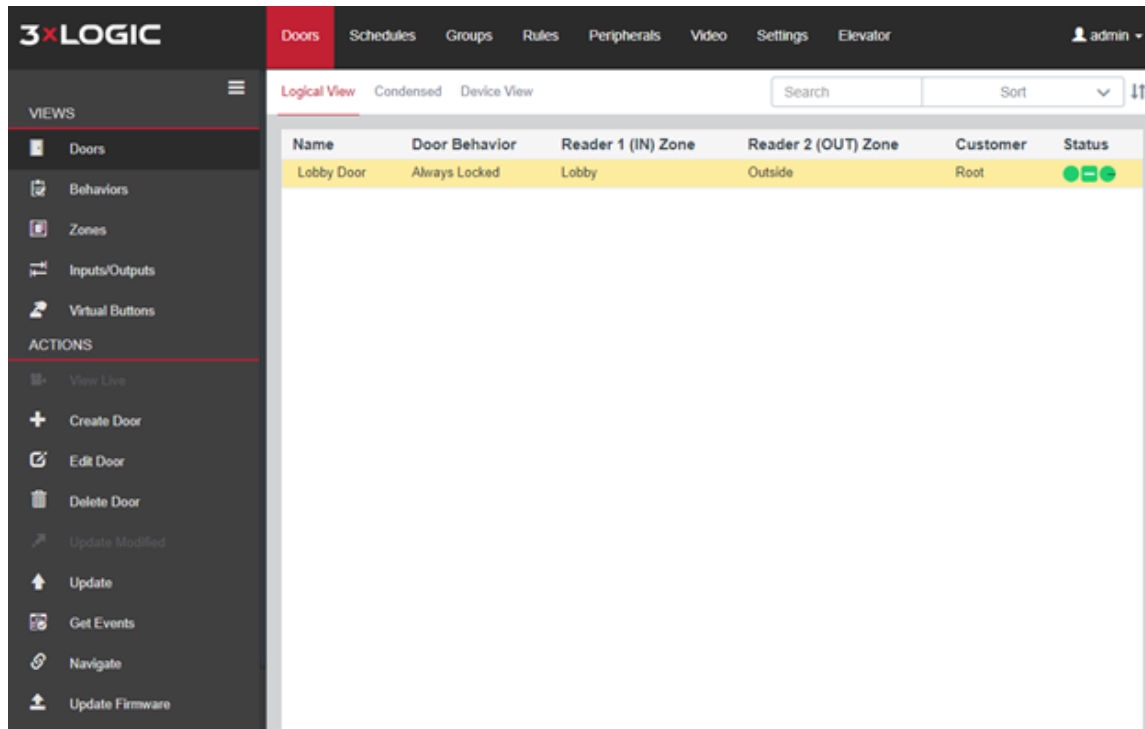 3×LOGIC
Doors Schedules Groups Rules Peripherals Video Settings Elevator admin
VIEWS
Doors
Behaviors
Zones
Inputs/Outputs
Virtual Buttons
ACTIONS
View Live
Create Door
Edit Door
Delete Door
Update Modified
Update
Get Events
Navigate
Update Firmware
Logical View Condensed Device View Search Sort
Name Door Behavior Reader 1 (IN) Zone Reader 2 (OUT) Zone Customer Status
Lobby Door Always Locked Lobby Outside Root